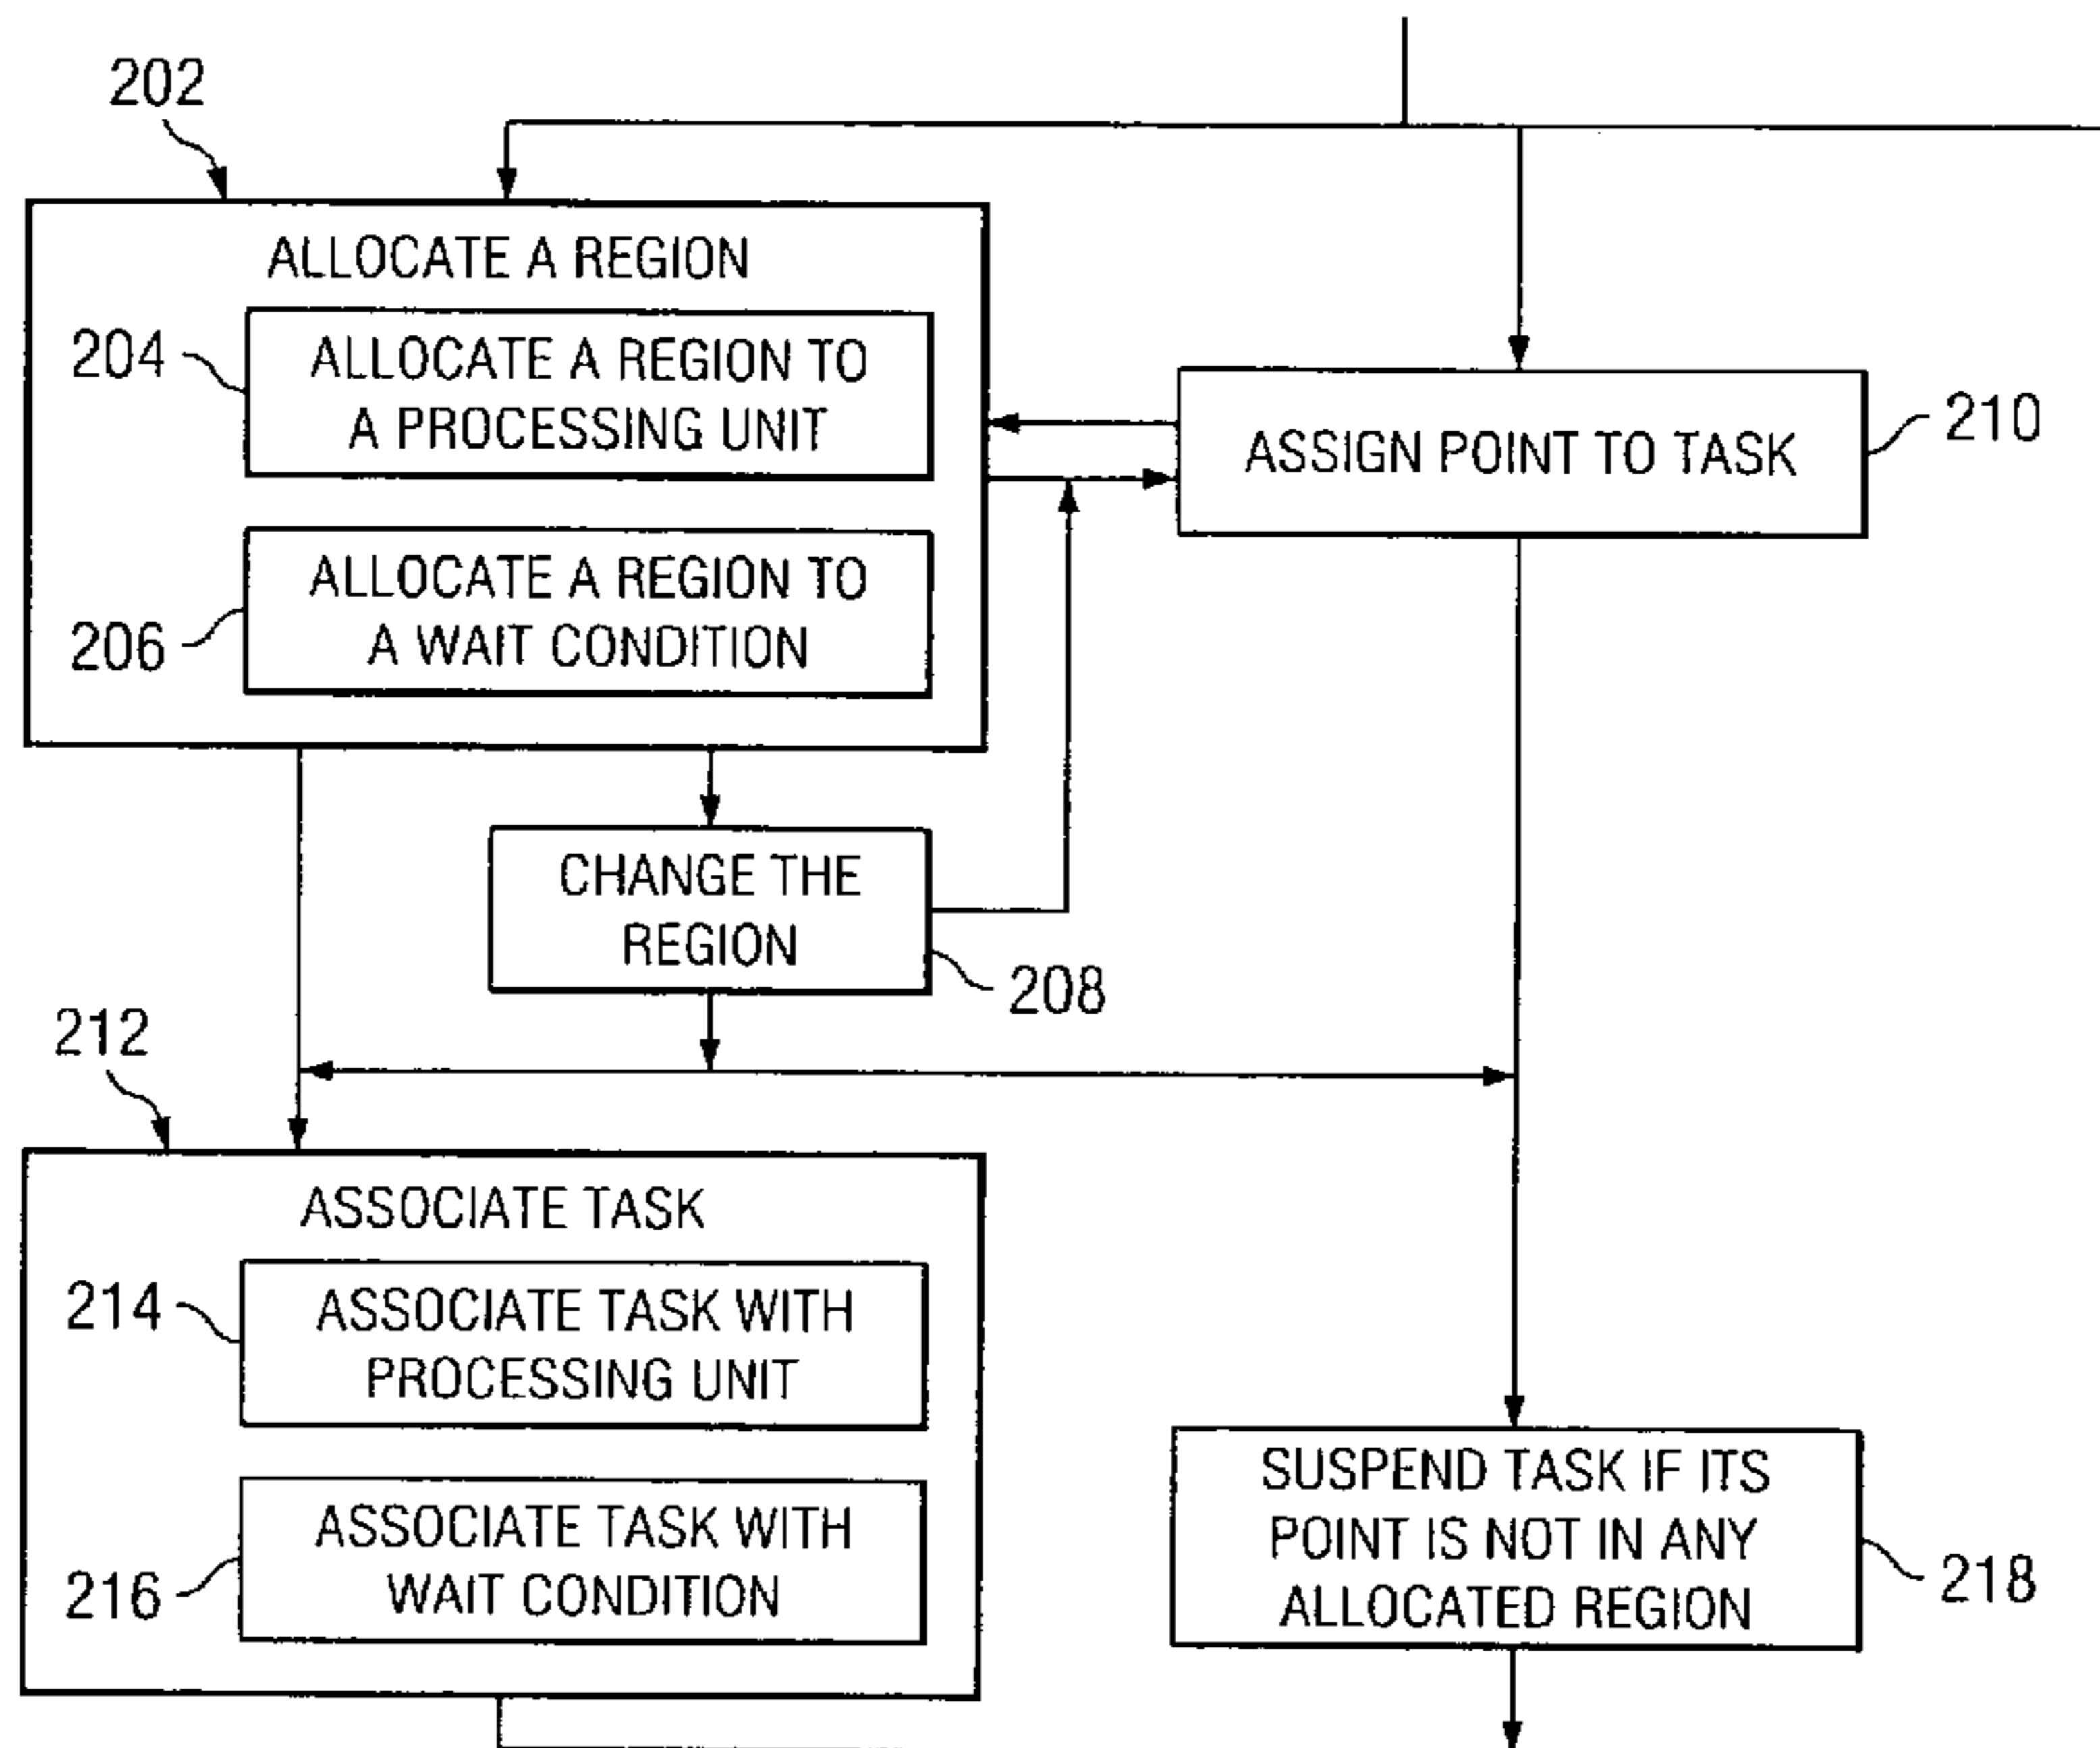 202
ALLOCATE A REGION
204
ALLOCATE A REGION TO
A PROCESSING UNIT
206
ALLOCATE A REGION TO
A WAIT CONDITION
ASSIGN POINT TO TASK
210
CHANGE THE
REGION
208
212
ASSOCIATE TASK
214
ASSOCIATE TASK WITH
PROCESSING UNIT
216
ASSOCIATE TASK WITH
WAIT CONDITION
SUSPEND TASK IF ITS
POINT IS NOT IN ANY
ALLOCATED REGION
218